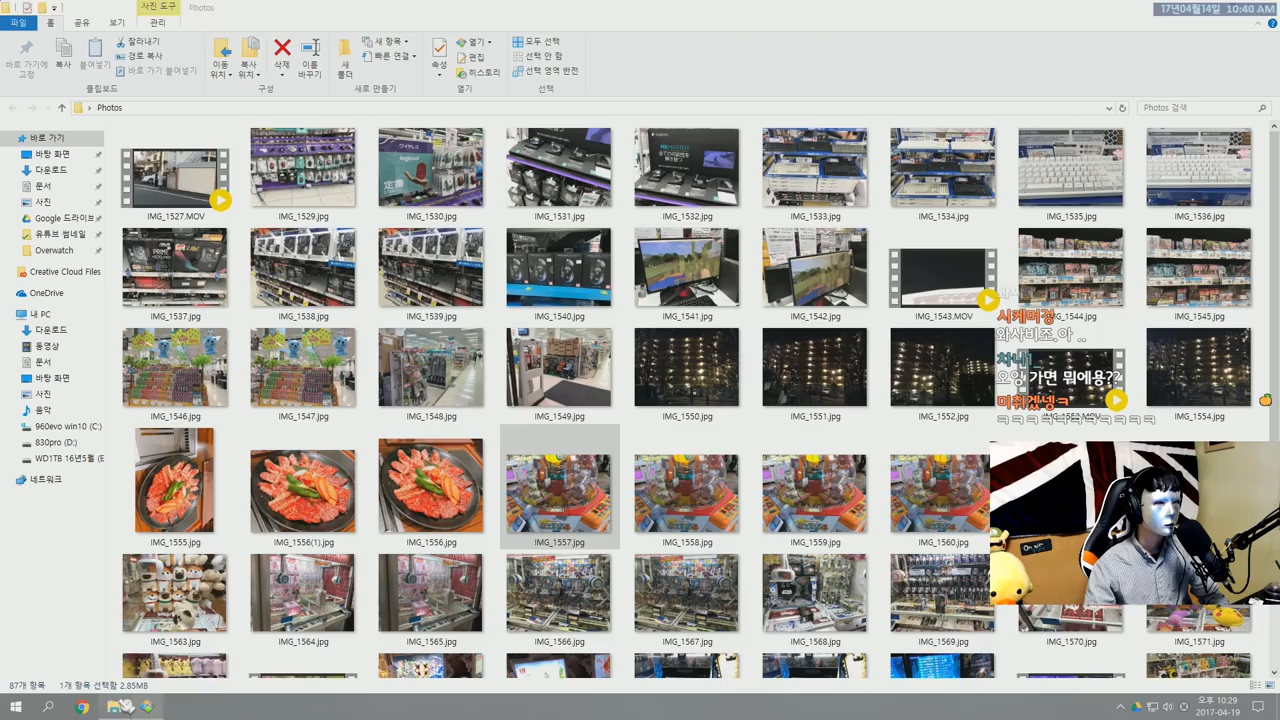 사진 도구
Photos
17년04월14일 10:40 AM
파일
홈
공유
보기
관리
바로 가기에
고정
복사
붙여넣기
잘라내기
경로 복사
바로 가기 붙여넣기
클립보드
이동
위치
복사
위치
삭제
이름
바꾸기
구성
새
폴더
새 항목
빠른 연결
새로 만들기
속성
열기
편집
히스토리
열기
모두 선택
선택 안 함
선택 영역 반전
선택
Photos
Photos 검색
바로 가기
바탕 화면
다운로드
문서
사진
Google 드라이브
유튜브 썸네일
Overwatch
Creative Cloud Files
OneDrive
내 PC
다운로드
동영상
문서
바탕 화면
사진
음악
960evo win10 (C:)
830pro (D:)
WD1TB 16년5월 (E
네트워크
IMG_1527.MOV
IMG_1529.jpg
IMG_1530.jpg
IMG_1531.jpg
IMG_1532.jpg
IMG_1533.jpg
IMG_1534.jpg
IMG_1535.jpg
IMG_1536.jpg
IMG_1537.jpg
IMG_1538.jpg
IMG_1539.jpg
IMG_1540.jpg
IMG_1541.jpg
IMG_1542.jpg
IMG_1543.MOV
IMG_1544.jpg
IMG_1545.jpg
시케미캉
와사비조.아 ..
차니1
오잉 가면 뭐에용??
미취겠넹ㅋ
ㅋㅋㅋㅋㅋㅋㅋㅋㅋㅋ
IMG_1546.jpg
IMG_1547.jpg
IMG_1548.jpg
IMG_1549.jpg
IMG_1550.jpg
IMG_1551.jpg
IMG_1552.jpg
IMG_1553.MOV
IMG_1554.jpg
IMG_1555.jpg
IMG_1556(1).jpg
IMG_1556.jpg
IMG_1557.jpg
IMG_1558.jpg
IMG_1559.jpg
IMG_1560.jpg
IMG_1563.jpg
IMG_1564.jpg
IMG_1565.jpg
IMG_1566.jpg
IMG_1567.jpg
IMG_1568.jpg
IMG_1569.jpg
IMG_1570.jpg
IMG_1571.jpg
87개 항목
1개 항목 선택함 2.85MB
오후 10:29
2017-04-19